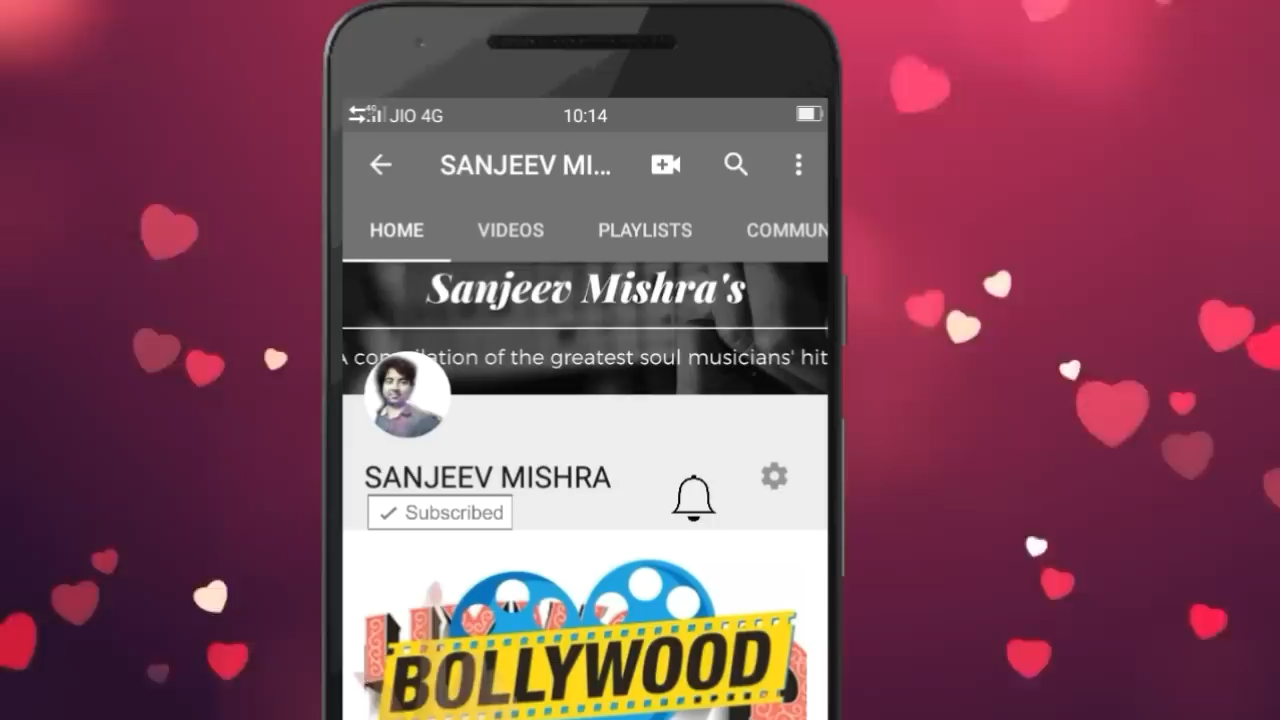 JIO 4G 10:14
SANJEEV MI...
HOME VIDEOS PLAYLISTS COMMUN
Sanjeev Mishra's
of the greatest soul musicians' hit
SANJEEV MISHRA
Subscribed
BOLLYWOOD